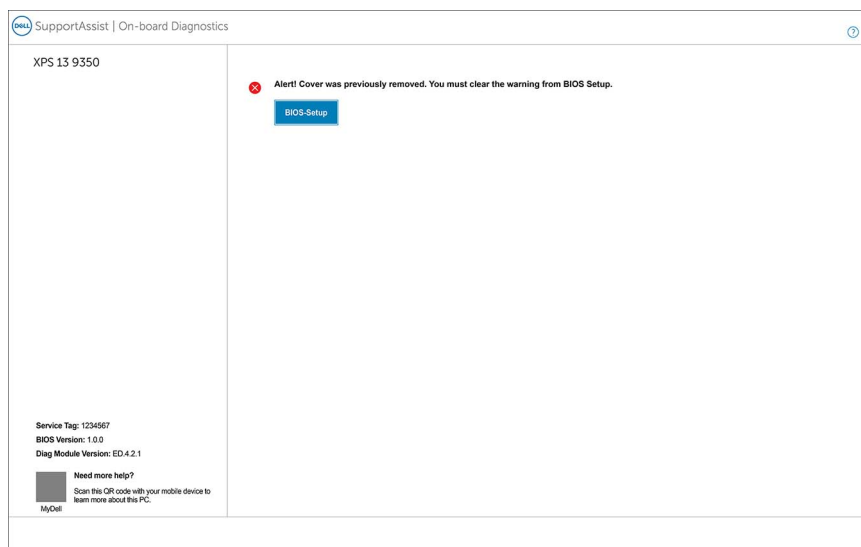 DELL SupportAssist | On-board Diagnostics
?
XPS 13 9350
Alert! Cover was previously removed. You must clear the warning from BIOS Setup.
BIOS-Setup
Service Tag: 1234567
BIOS Version: 1.0.0
Diag Module Version: ED.4.2.1
Need more help?
Scan this QR code with your mobile device to
learn more about this PC.
MyDell